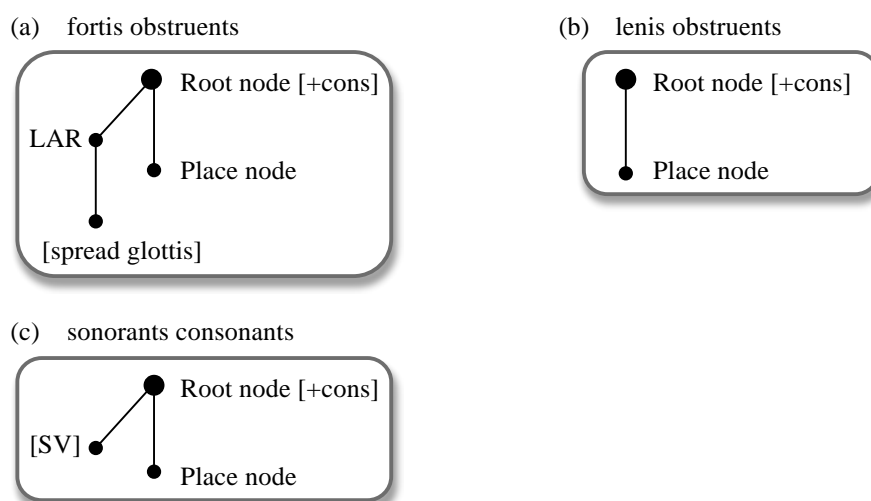 (a) fortis obstruents
Root node [+cons]
LAR
Place node
[spread glottis]
(b) lenis obstruents
Root node [+cons]
Place node
(c) sonorants consonants
Root node [+cons]
[SV]
Place node